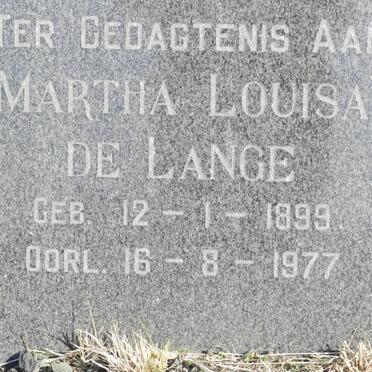 TER GEDAGTENIS AAN
MARTHA LOUISA
DE LANGE
GEB. 12 - 1 - 1899.
OORL. 16 - 8 - 1977